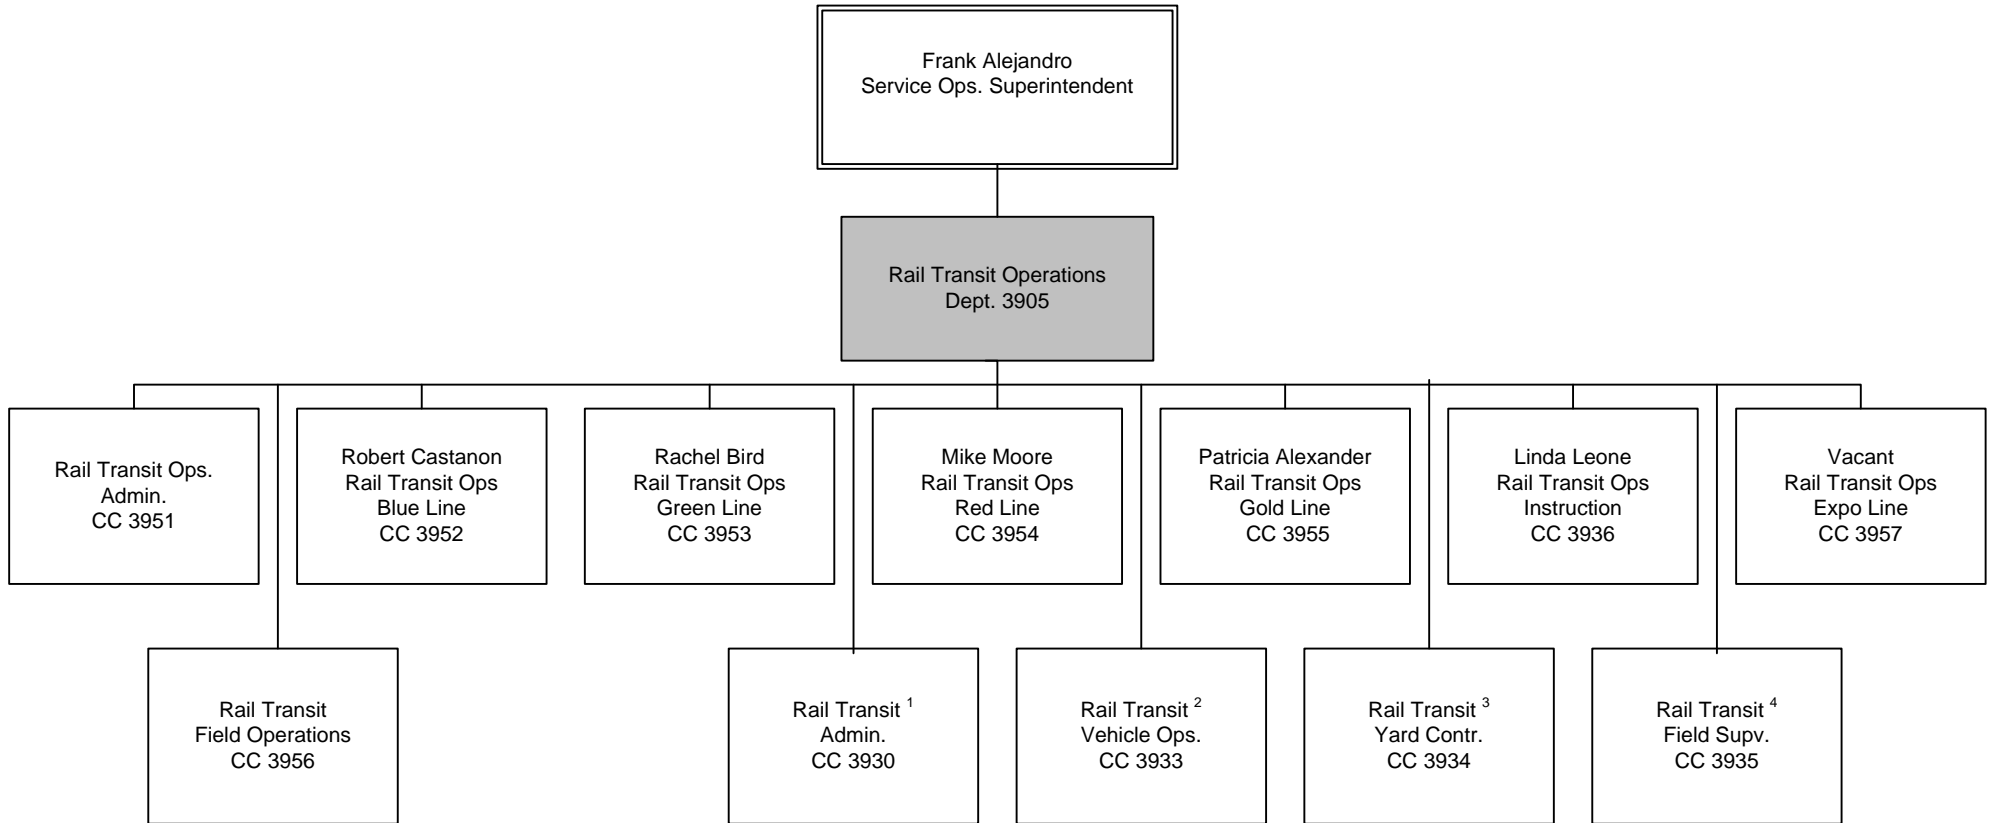 Frank Alejandro
Service Ops. Superintendent
Rail Transit Operations
Dept. 3905
Rail Transit Ops.
Admin.
CC 3951
Robert Castanon
Rail Transit Ops
Blue Line
CC 3952
Rachel Bird
Rail Transit Ops
Green Line
CC 3953
Mike Moore
Rail Transit Ops
Red Line
CC 3954
Patricia Alexander
Rail Transit Ops
Gold Line
CC 3955
Linda Leone
Rail Transit Ops
Instruction
CC 3936
Vacant
Rail Transit Ops
Expo Line
CC 3957
Rail Transit
Field Operations
CC 3956
Rail Transit 1
Admin.
CC 3930
Rail Transit 2
Vehicle Ops.
CC 3933
Rail Transit 3
Yard Contr.
CC 3934
Rail Transit 4
Field Supv.
CC 3935